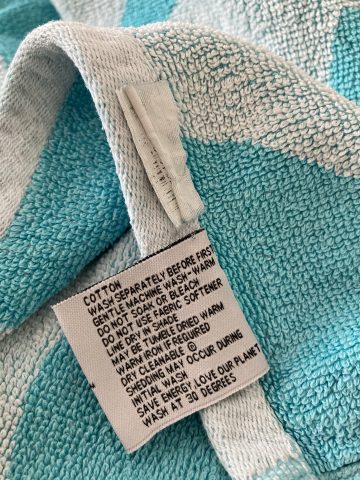 COTTON
WASH SEPARATELY BEFORE FIRST
GENTLE MACHINE WASH-WARM
DO NOT SOAK OR BLEACH
DO NOT USE FABRIC SOFTENER
LINE DRY IN SHADE
MAY BE TUMBLE DRIED WARM
WARM IRON IF REQUIRED
DRY CLEANABLE Ⓟ
SHEDDING MAY OCCUR DURING
INITIAL WASH
SAVE ENERGY LOVE OUR PLANET
WASH AT 30 DEGREES